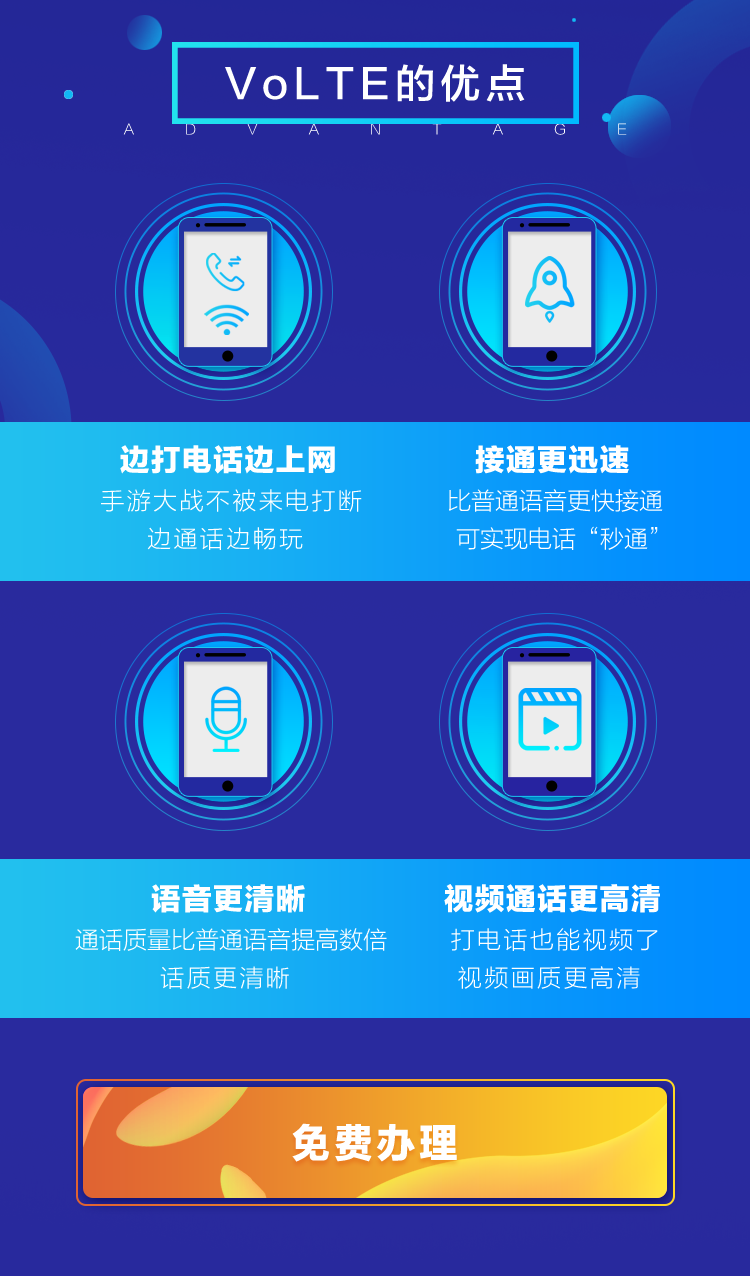 VoLTE的优点
ADVANTAGE
边打电话边上网
手游大战不被来电打断
边通话边畅玩
接通更迅速
比普通语音更快接通
可实现电话“秒通”
语音更清晰
通话质量比普通语音提高数倍
话质更清晰
视频通话更高清
打电话也能视频了
视频画质更高清
免费办理